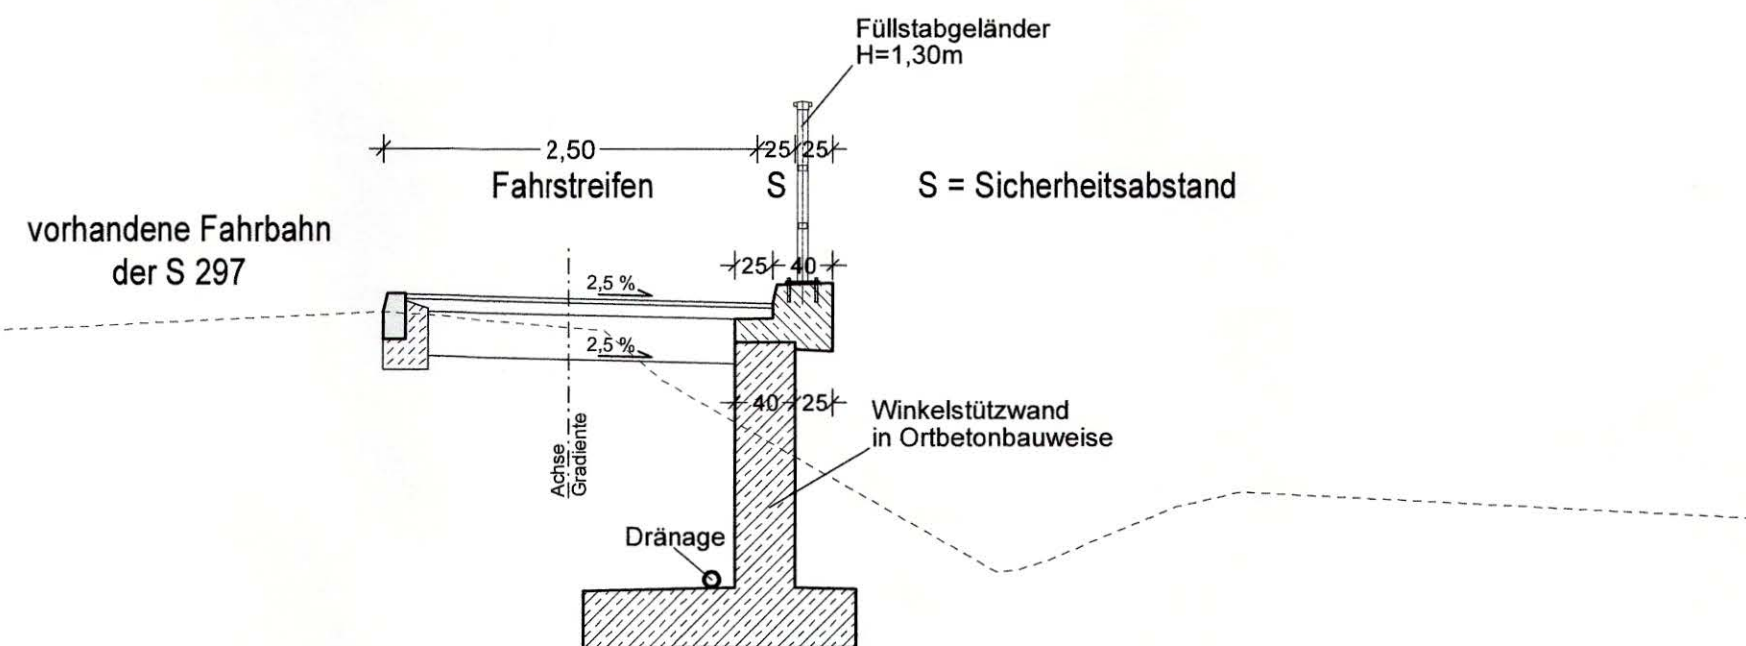 Füllstabgeländer
H=1,30m
2,50
25
25
Fahrstreifen
S
S = Sicherheitsabstand
vorhandene Fahrbahn
der S 297
25
40
2,5 %
2,5 %
40
25
Winkelstützwand
in Ortbetonbauweise
Achse
Gradiente
Dränage